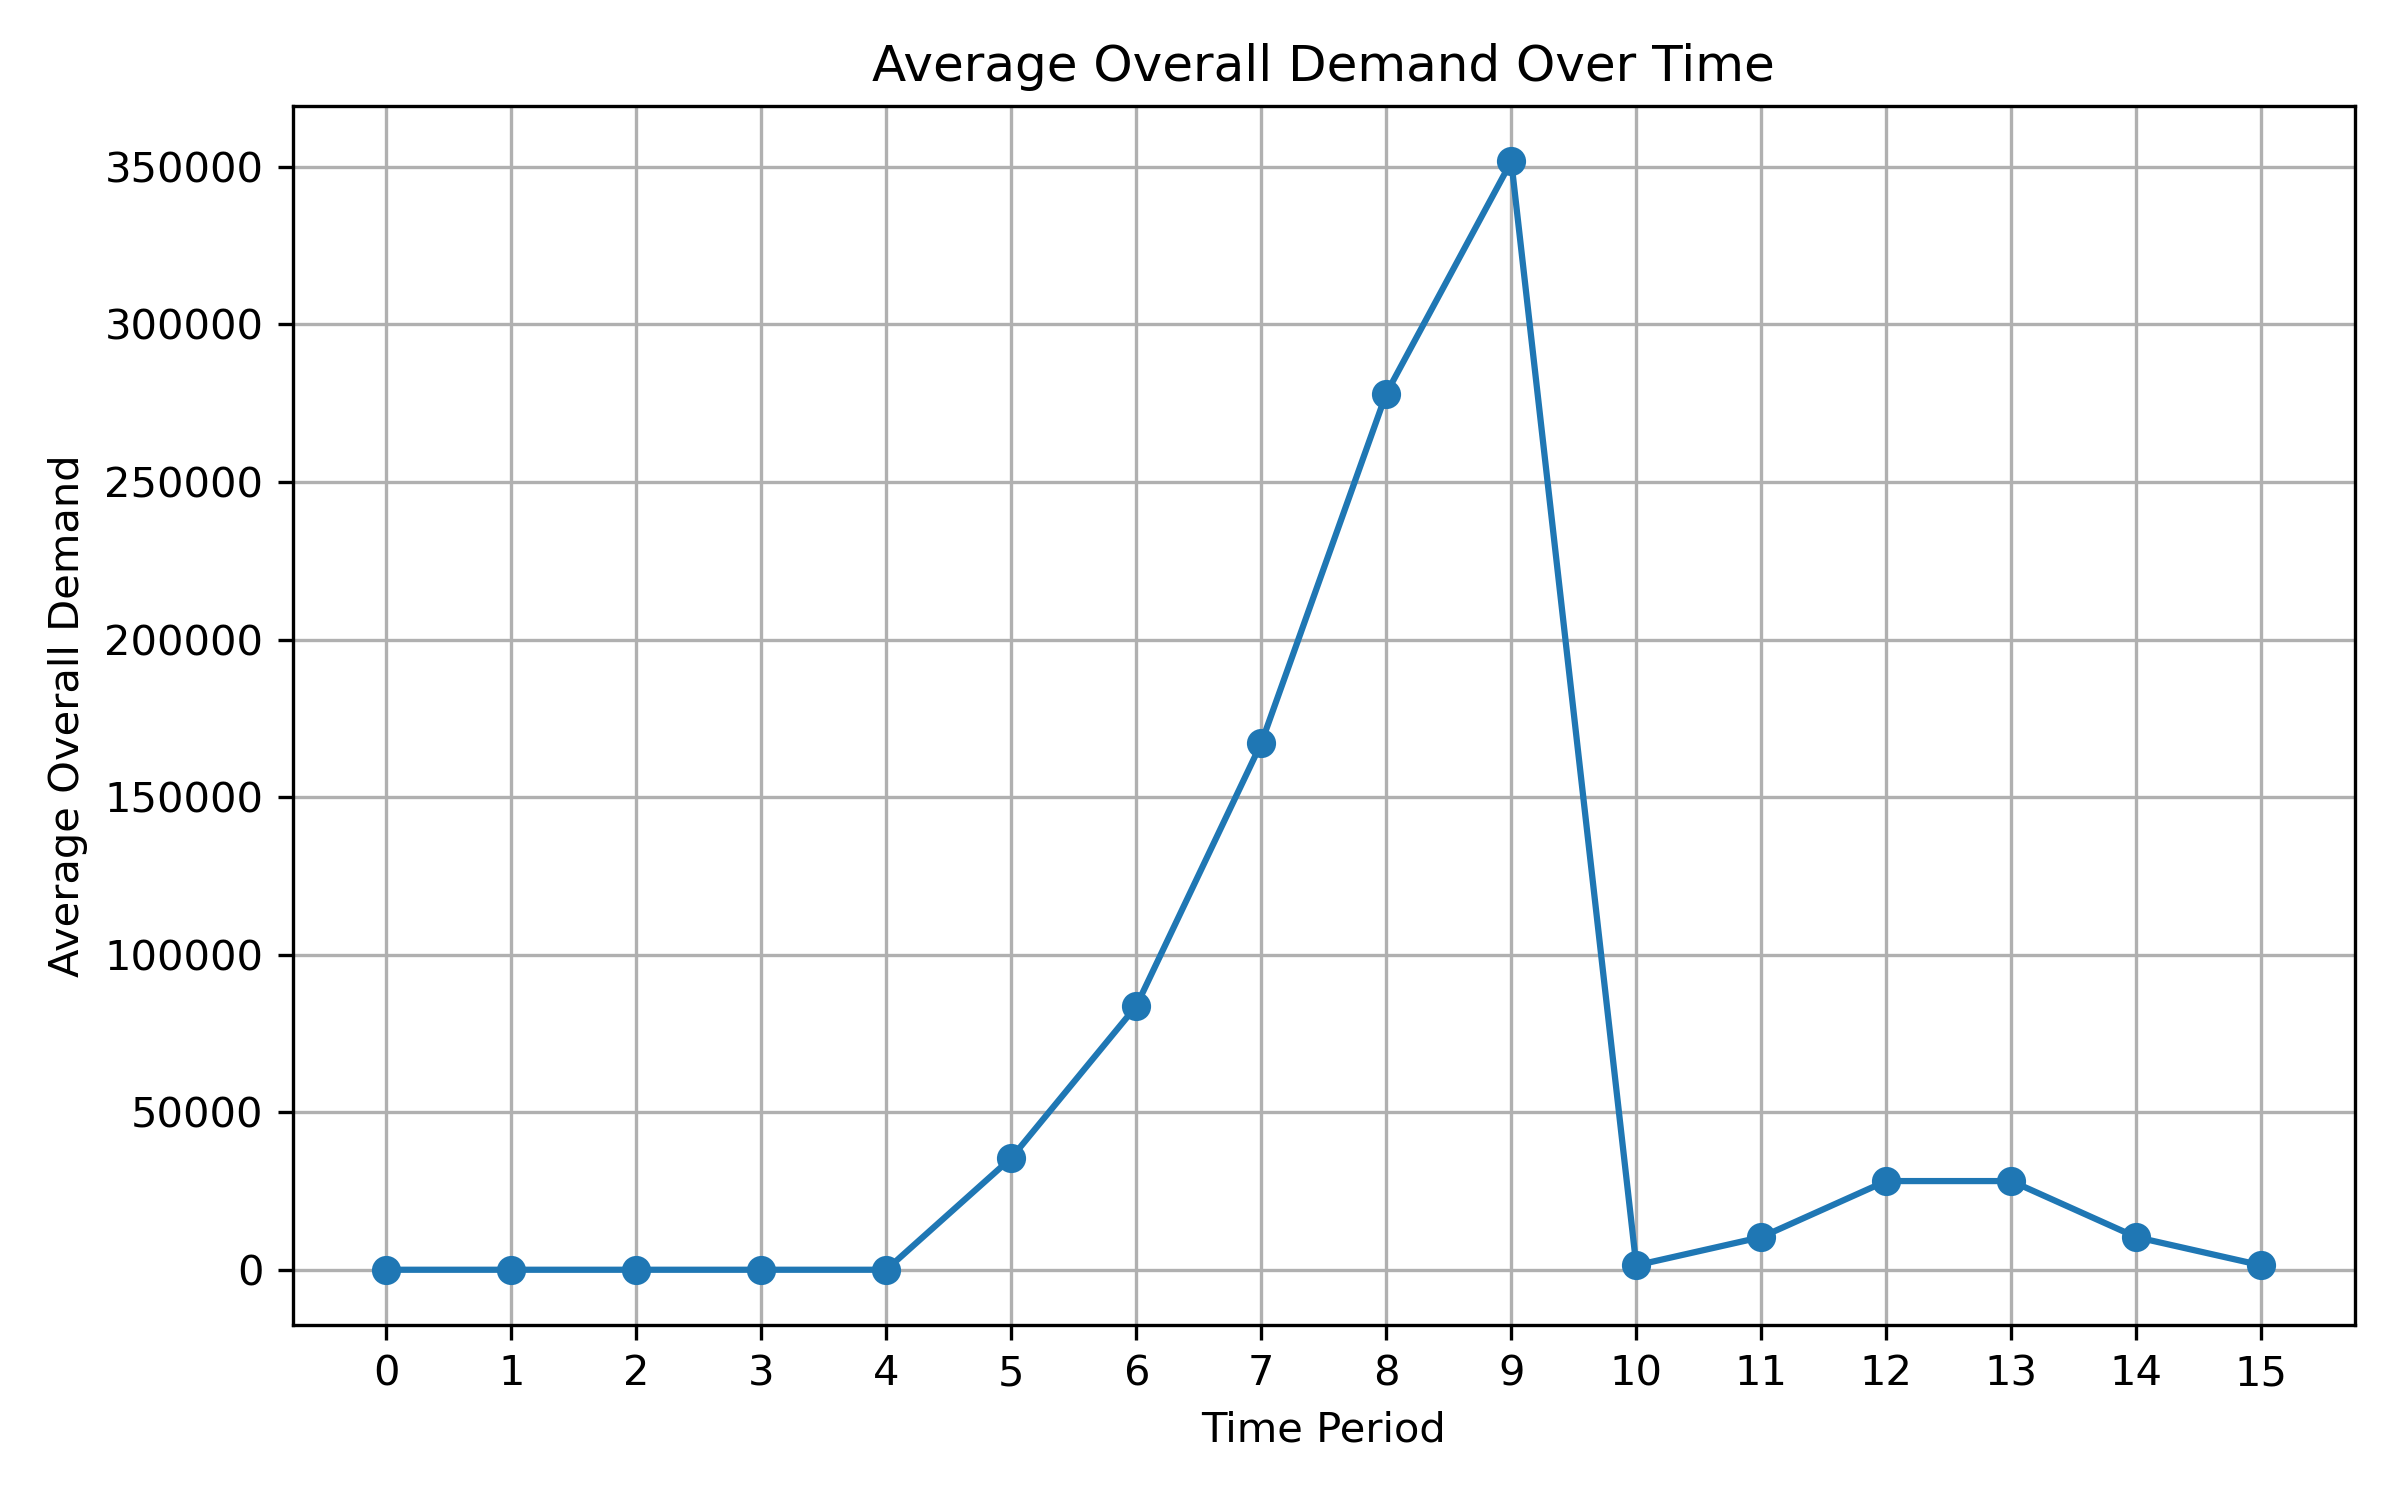 Average Overall Demand Over Time
Average Overall Demand
350000
300000
250000
200000
150000
100000
50000
0
0 1 2 3 4 5 6 7 8 9 10 11 12 13 14 15
Time Period